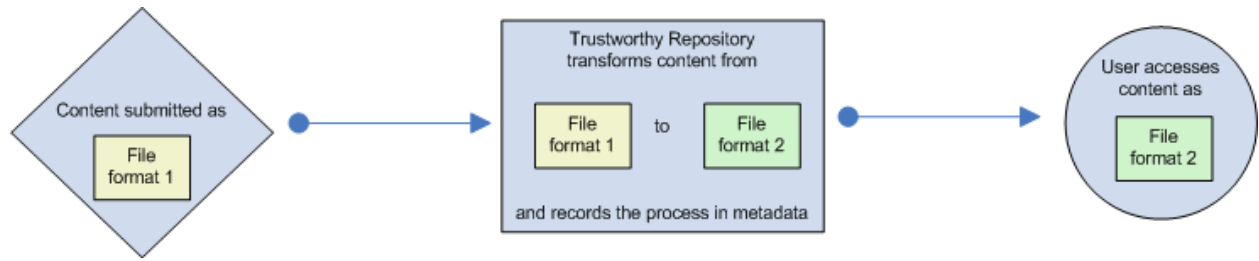 Content submitted as
File
format 1
Trustworthy Repository
transforms content from
File
format 1
to
File
format 2
and records the process in metadata
User accesses
content as
File
format 2